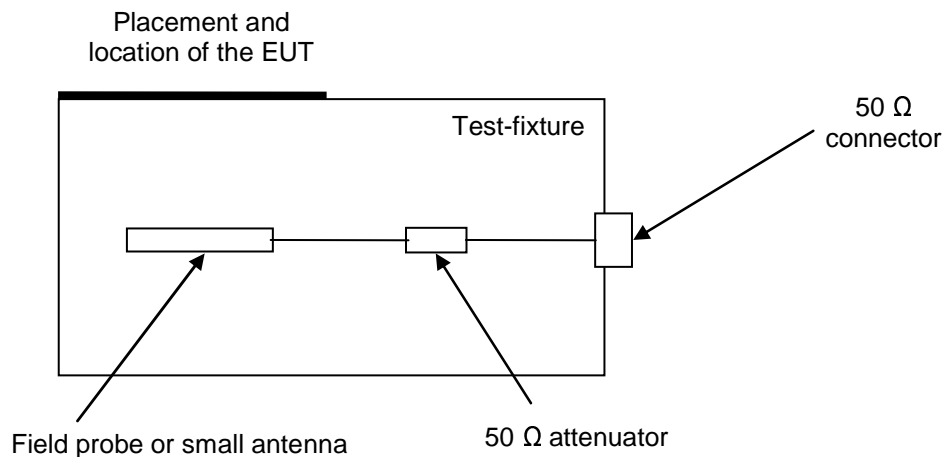 Placement and
location of the EUT
Test-fixture
50 Ω
connector
Field probe or small antenna
50 Ω attenuator